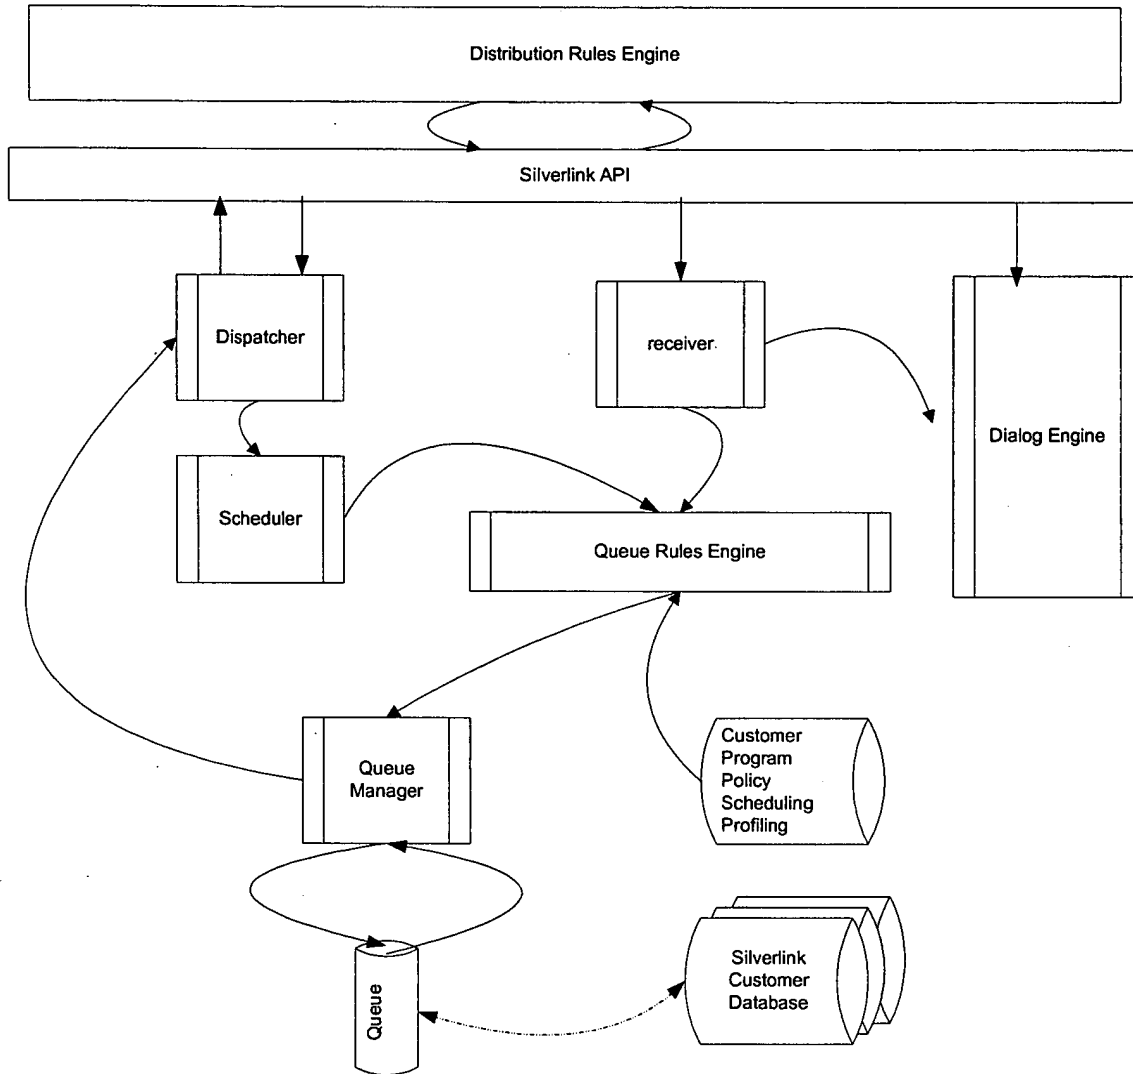 Distribution Rules Engine
Silverlink API
Dispatcher
receiver
Dialog Engine
Scheduler
Queue Rules Engine
Queue
Manager
Customer
Program
Policy
Scheduling
Profiling
Silverlink
Customer
Database
Queue